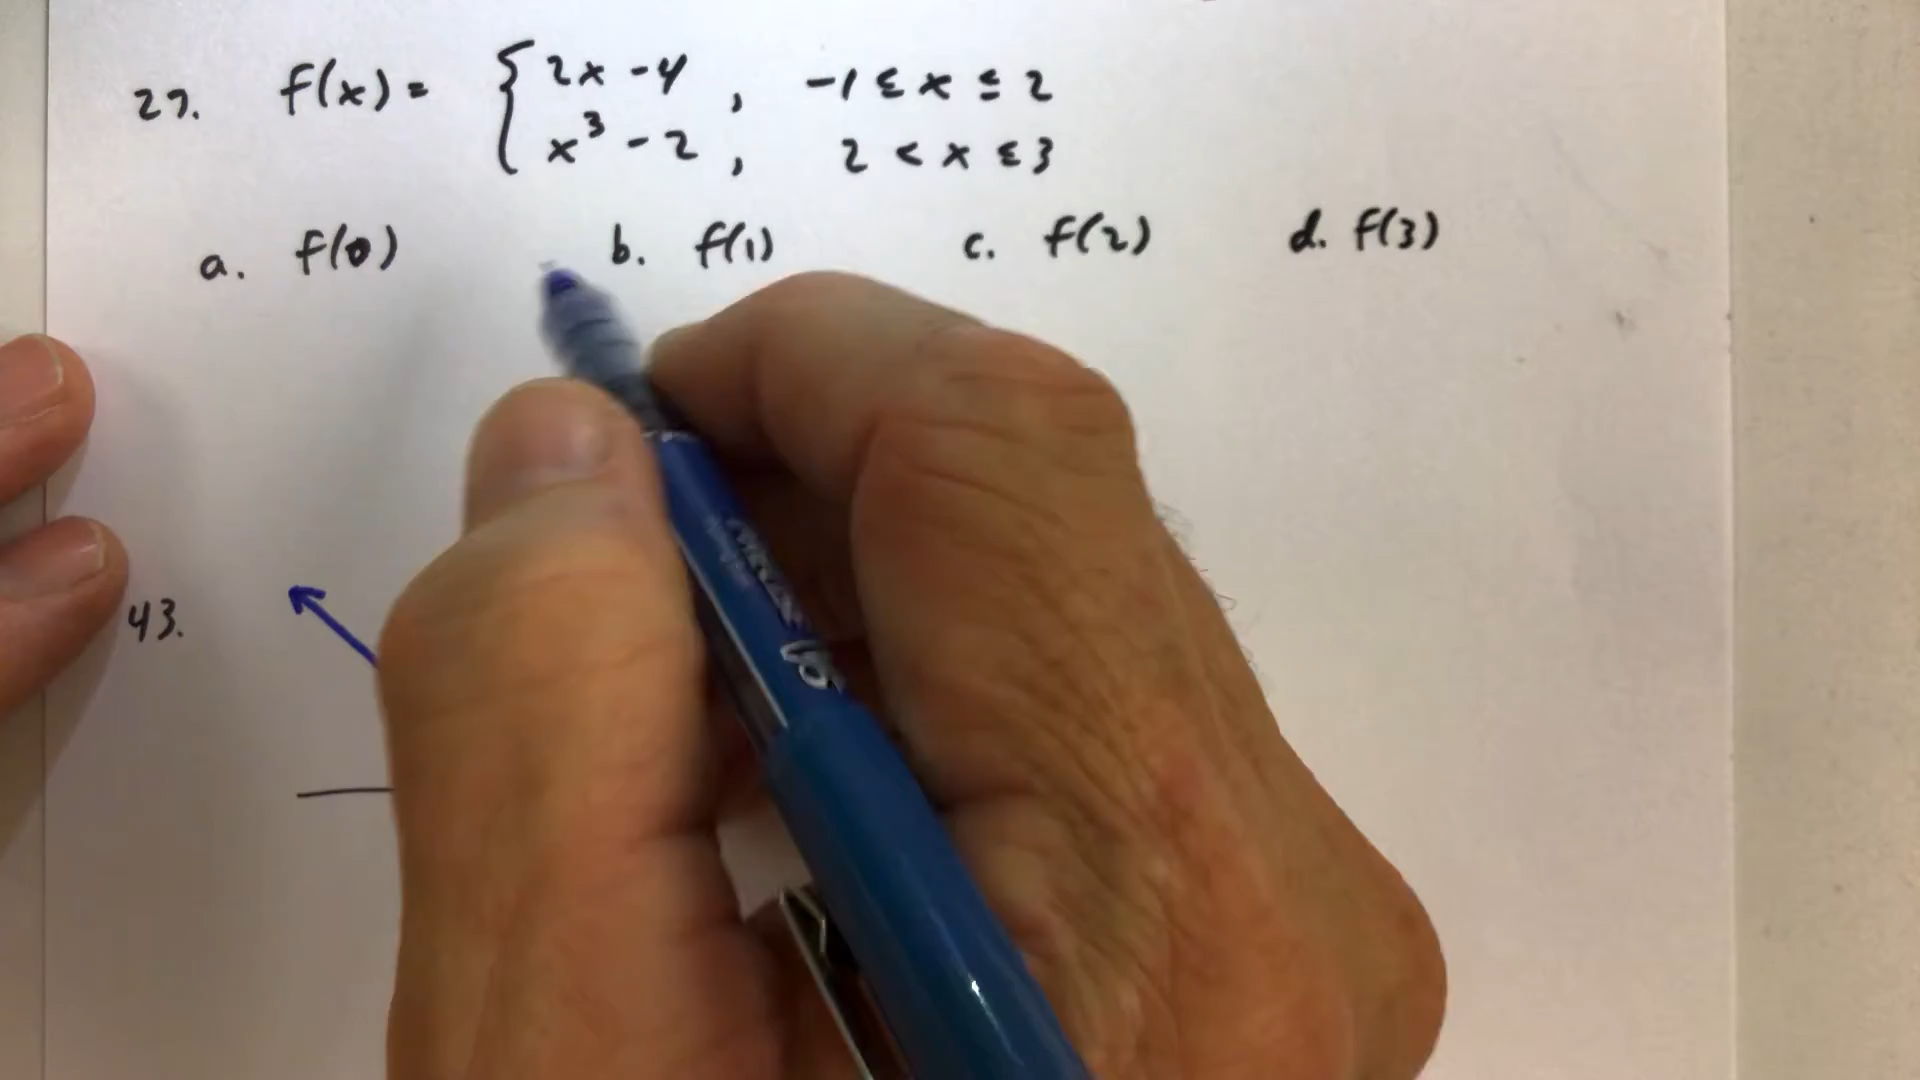 27. f(x) = { 2x - 4 , -1 ≤ x ≤ 2
x³ - 2 , 2 < x ≤ 3
a. f(0) b. f(1) c. f(2) d. f(3)
43.